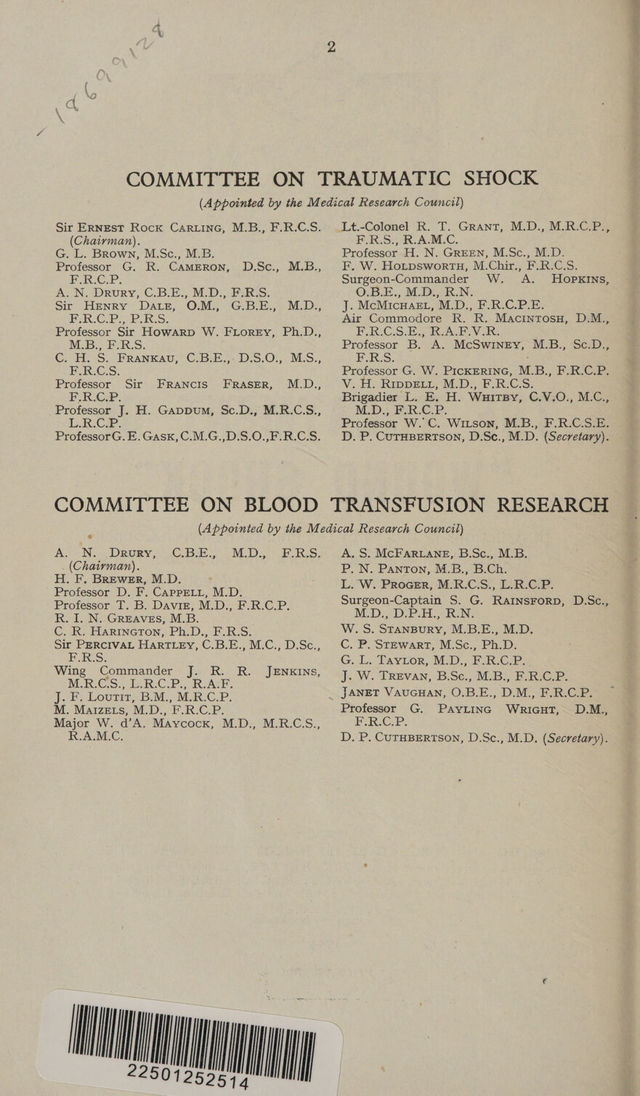 2
COMMITTEE ON TRAUMATIC SHOCK
(Appointed by the Medical Research Council)
Sir Ernest Rock Carling, M.B., F.R.C.S.
(Chairman).
G. L. Brown, M.Sc., M.B.
Professor G. R. Cameron, D.Sc., M.B.,
F.R.C.P.
A. N. Drury, C.B.E., M.D., F.R.S.
Sir Henry Dale, O.M., G.B.E., M.D.,
F.R.C.P., P.R.S.
Professor Sir Howard W. Florey, Ph.D.,
M.B., F.R.S.
C. H. S. Frankau, C.B.E., D.S.O., M.S.,
F.R.C.S.
Professor Sir Francis Fraser, M.D.,
F.R.C.P.
Professor J. H. Gaddum, Sc.D., M.R.C.S.,
L.R.C.P.
Professor G. E. Gask, C.M.G., D.S.O., F.R.C.S.
Lt.-Colonel R. T. Grant, M.D., M.R.C.P.,
F.R.S., R.A.M.C.
Professor H. N. Green, M.Sc., M.D.
F. W. Holdsworth, M.Chir., F.R.C.S.
Surgeon-Commander W. A. Hopkins,
O.B.E., M.D., R.N.
J. McMichael, M.D., F.R.C.P.E.
Air Commodore R. R. Macintosh, D.M.,
F.R.C.S.E., R.A.F.V.R.
Professor B. A. McSwiney, M.B., Sc.D.,
F.R.S.
Professor G. W. Pickering, M.B., F.R.C.P.
V. H. Riddell, M.D., F.R.C.S.
Brigadier L. E. H. Whitby, C.V.O., M.C.,
M.D., F.R.C.P.
Professor W. C. Wilson, M.B., F.R.C.S.E.
D. P. Cuthbertson, D.Sc., M.D. (Secretary).
COMMITTEE ON BLOOD TRANSFUSION RESEARCH
(Appointed by the Medical Research Council)
A. N. Drury, C.B.E., M.D., F.R.S.
(Chairman).
H. F. Brewer, M.D.
Professor D. F. Cappell, M.D.
Professor T. B. Davie, M.D., F.R.C.P.
R. I. N. Greaves, M.B.
C. R. Harington, Ph.D., F.R.S.
Sir Percival Hartley, C.B.E., M.C., D.Sc.,
F.R.S.
Wing Commander J. R. R. Jenkins,
M.R.C.S., L.R.C.P., R.A.F.
J. F. Loutit, B.M., M.R.C.P.
M. Maizels, M.D., F.R.C.P.
Major W. d'A. Maycock, M.D., M.R.C.S.,
R.A.M.C.
A. S. McFarlane, B.Sc., M.B.
P. N. Panton, M.B., B.Ch.
L. W. Proger, M.R.C.S., L.R.C.P.
Surgeon-Captain S. G. Rainsford, D.Sc.,
M.D., D.P.H., R.N.
W. S. Stanbury, M.B.E., M.D.
C. P. Stewart, M.Sc., Ph.D.
G. L. Taylor, M.D., F.R.C.P.
J. W. Trevan, B.Sc., M.B., F.R.C.P.
Janet Vaughan, O.B.E., D.M., F.R.C.P.
Professor G. Payling Wright, D.M.,
F.R.C.P.
D. P. Cuthbertson, D.Sc., M.D. (Secretary).
22501252514